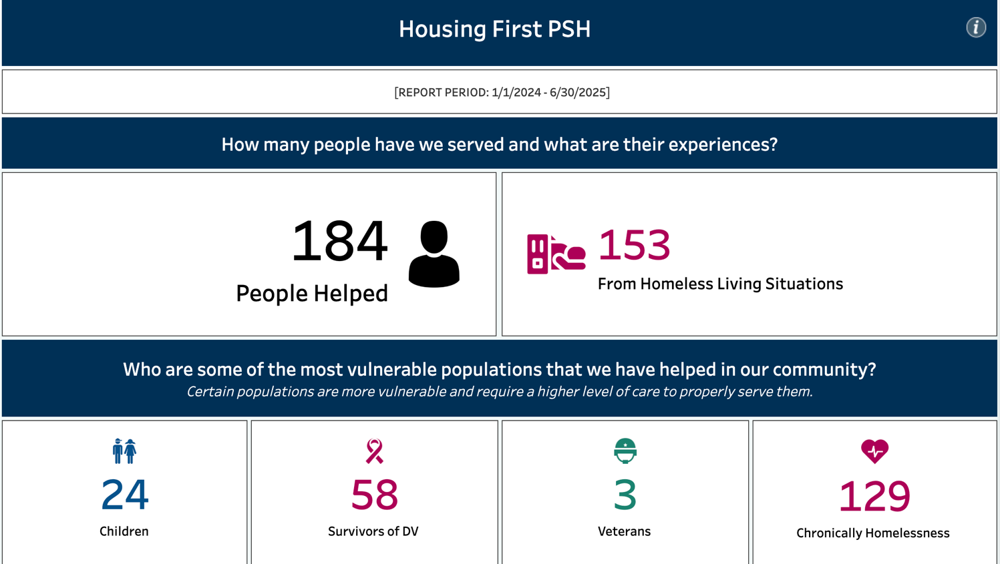 Housing First PSH
i
[REPORT PERIOD: 1/1/2024 - 6/30/2025]
How many people have we served and what are their experiences?
184
People Helped
153
From Homeless Living Situations
Who are some of the most vulnerable populations that we have helped in our community?
Certain populations are more vulnerable and require a higher level of care to properly serve them.
24
Children
58
Survivors of DV
3
Veterans
129
Chronically Homelessness